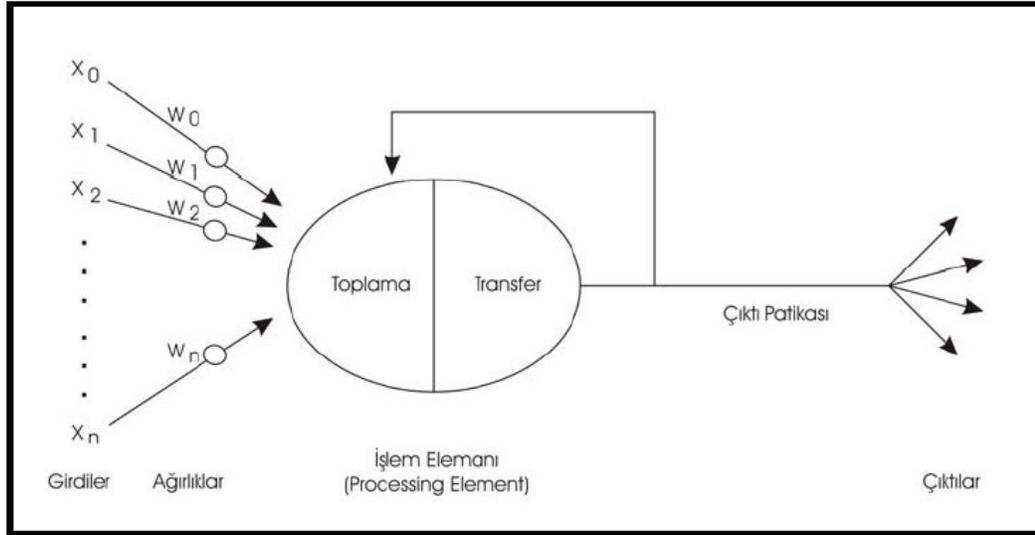 X0
W0
X1
W1
X2
W2
Toplama
Transfer
Çıktı Patikası
Wn
Xn
Girdiler
Ağırlıklar
İşlem Elemanı
(Processing Element)
Çıktılar